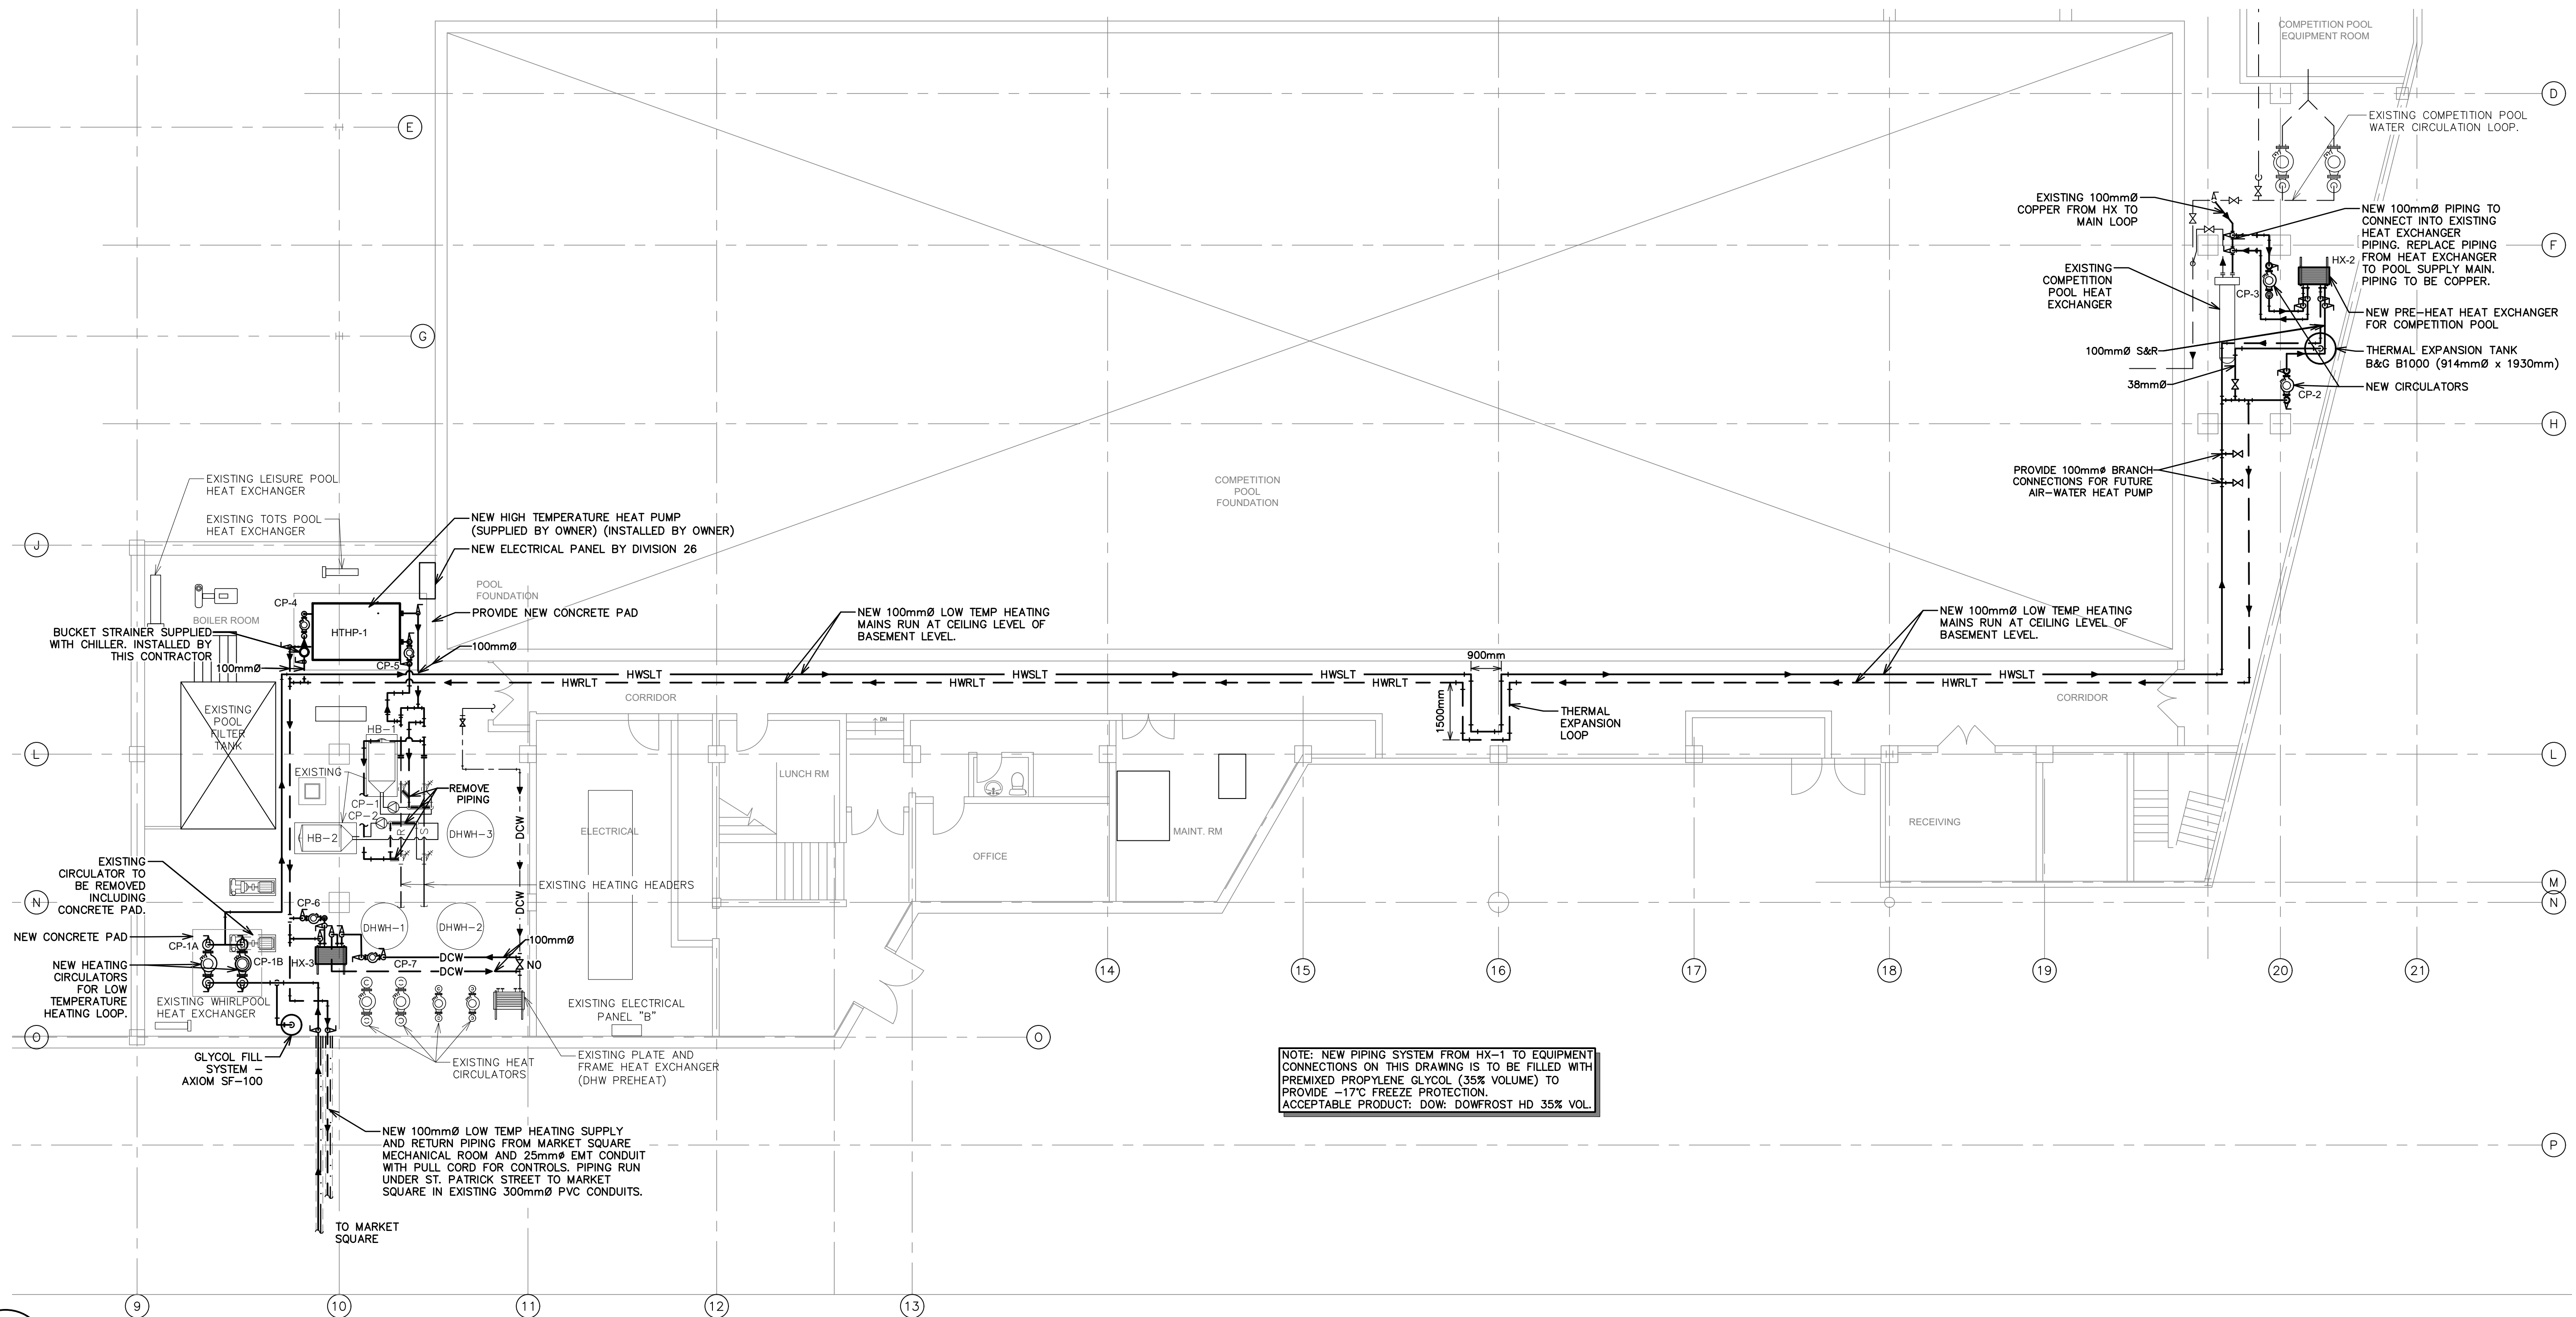 COMPETITION POOL
EQUIPMENT ROOM
D
EXISTING COMPETITION POOL
WATER CIRCULATION LOOP.
E
EXISTING 100mmØ
COPPER FROM HX TO
MAIN LOOP
NEW 100mmØ PIPING TO
CONNECT INTO EXISTING
HEAT EXCHANGER
PIPING. REPLACE PIPING
FROM HEAT EXCHANGER
TO POOL SUPPLY MAIN.
PIPING TO BE COPPER.
F
HX-2
EXISTING
COMPETITION
POOL HEAT
EXCHANGER
CP-3
NEW PRE-HEAT HEAT EXCHANGER
FOR COMPETITION POOL
G
100mmØ S&R
THERMAL EXPANSION TANK
B&G B1000 (914mmØ x 1930mm)
38mmØ
NEW CIRCULATORS
CP-2
H
PROVIDE 100mmØ BRANCH
CONNECTIONS FOR FUTURE
AIR-WATER HEAT PUMP
COMPETITION
POOL
FOUNDATION
EXISTING LEISURE POOL
HEAT EXCHANGER
EXISTING TOTS POOL
HEAT EXCHANGER
NEW HIGH TEMPERATURE HEAT PUMP
(SUPPLIED BY OWNER) (INSTALLED BY OWNER)
J
NEW ELECTRICAL PANEL BY DIVISION 26
POOL
FOUNDATION
CP-4
PROVIDE NEW CONCRETE PAD
BOILER ROOM
HTHP-1
BUCKET STRAINER SUPPLIED
WITH CHILLER. INSTALLED BY
THIS CONTRACTOR
100mmØ
CP-5
100mmØ
NEW 100mmØ LOW TEMP HEATING
MAINS RUN AT CEILING LEVEL OF
BASEMENT LEVEL.
NEW 100mmØ LOW TEMP HEATING
MAINS RUN AT CEILING LEVEL OF
BASEMENT LEVEL.
900mm
HWSLT
HWSLT
HWSLT
HWSLT
HWRLT
HWRLT
HWRLT
HWRLT
CORRIDOR
CORRIDOR
1500mm
THERMAL
EXPANSION
LOOP
EXISTING
POOL
FILTER
TANK
HB-1
DN
L
L
EXISTING
LUNCH RM
REMOVE
PIPING
CP-1
CP-2
HB-2
R
S
DHWH-3
DCW
ELECTRICAL
MAINT. RM
RECEIVING
OFFICE
EXISTING
CIRCULATOR TO
BE REMOVED
INCLUDING
CONCRETE PAD.
EXISTING HEATING HEADERS
M
N
N
CP-6
DCW
DHWH-1
DHWH-2
NEW CONCRETE PAD
CP-1A
CP-1B
HX-3
CP-7
100mmØ
DCW
DCW
NO
NEW HEATING
CIRCULATORS
FOR LOW
TEMPERATURE
HEATING LOOP.
EXISTING WHIRLPOOL
HEAT EXCHANGER
EXISTING ELECTRICAL
PANEL "B"
14
15
16
17
18
19
20
21
O
O
GLYCOL FILL
SYSTEM -
AXIOM SF-100
EXISTING HEAT
CIRCULATORS
EXISTING PLATE AND
FRAME HEAT EXCHANGER
(DHW PREHEAT)
NOTE: NEW PIPING SYSTEM FROM HX-1 TO EQUIPMENT
CONNECTIONS ON THIS DRAWING IS TO BE FILLED WITH
PREMIXED PROPYLENE GLYCOL (35% VOLUME) TO
PROVIDE -17°C FREEZE PROTECTION.
ACCEPTABLE PRODUCT: DOW: DOWFROST HD 35% VOL.
NEW 100mmØ LOW TEMP HEATING SUPPLY
AND RETURN PIPING FROM MARKET SQUARE
MECHANICAL ROOM AND 25mmØ EMT CONDUIT
WITH PULL CORD FOR CONTROLS. PIPING RUN
UNDER ST. PATRICK STREET TO MARKET
SQUARE IN EXISTING 300mmØ PVC CONDUITS.
P
TO MARKET
SQUARE
9
10
11
12
13